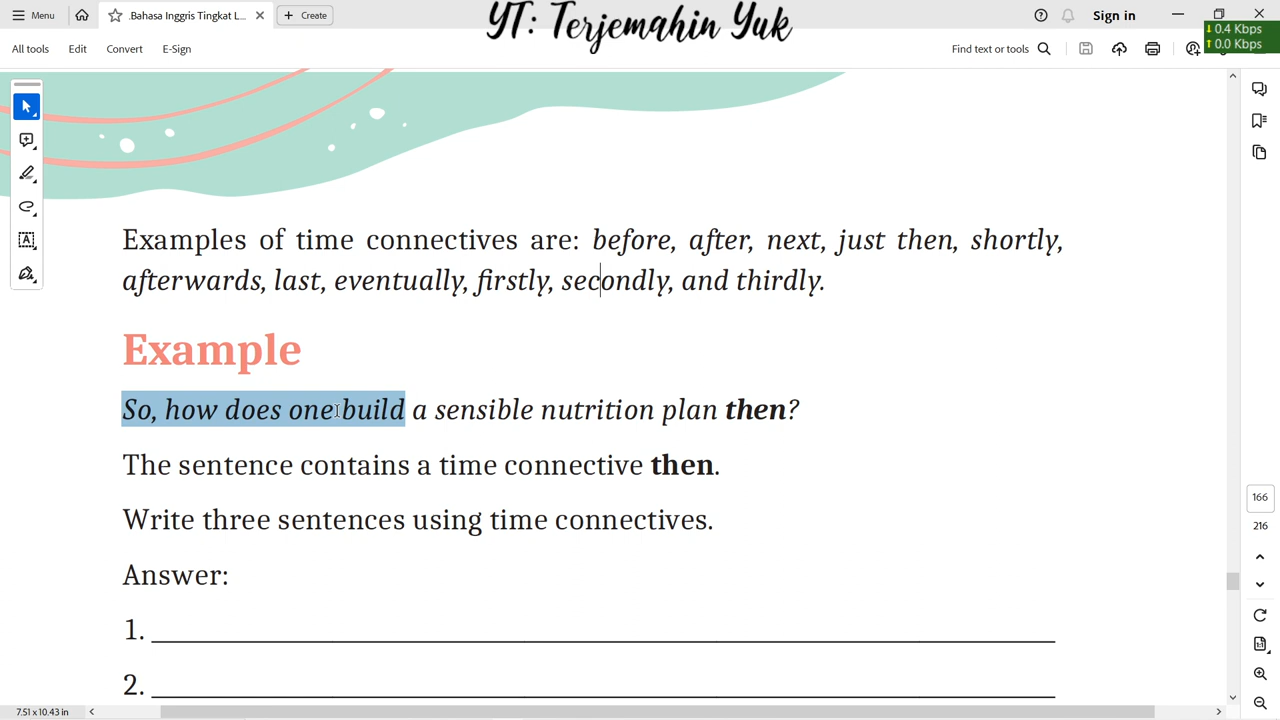 Menu
.Bahasa Inggris Tingkat L...
Create
YT: Terjemahin Yuk
Sign in
0.4 Kbps
0.0 Kbps
All tools
Edit
Convert
E-Sign
Find text or tools
Examples of time connectives are: before, after, next, just then, shortly,
afterwards, last, eventually, firstly, secondly, and thirdly.
Example
So, how does one build a sensible nutrition plan then?
The sentence contains a time connective then.
Write three sentences using time connectives.
Answer:
1.
2.
166
216
7.51 x 10.43 in